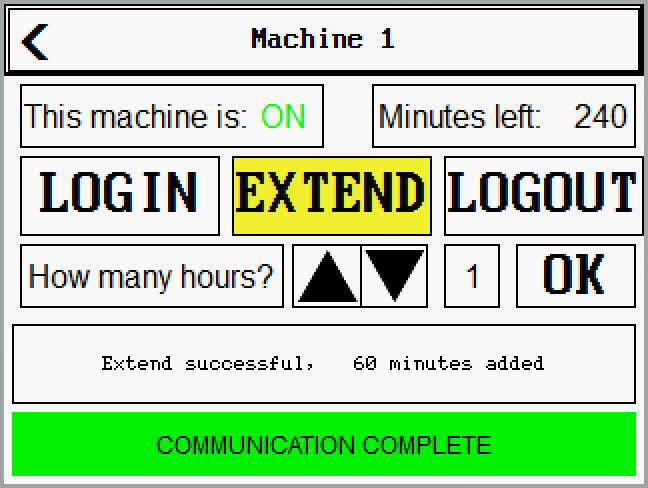 Machine 1
This machine is: ON
Minutes left: 240
LOGIN EXTEND LOGOUT
How many hours? 1 OK
Extend successful, 60 minutes added
COMMUNICATION COMPLETE